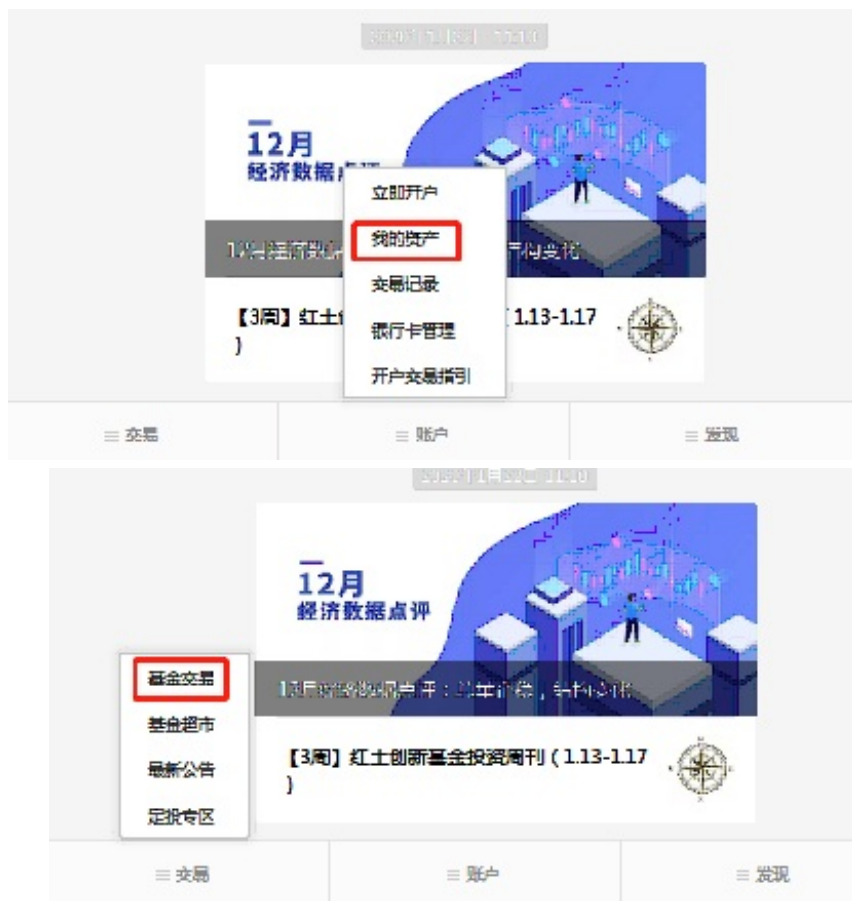 12月
经济数据
立即开户
我的资产
交易记录
银行卡管理
开户交易指引
【3周】红土
(1.13-1.17
)
交易
账户
发现
12月
经济数据点评
基金交易
基金超市
最新公告
定投专区
【3周】红土创新基金投资周刊 (1.13-1.17
)
交易
账户
发现